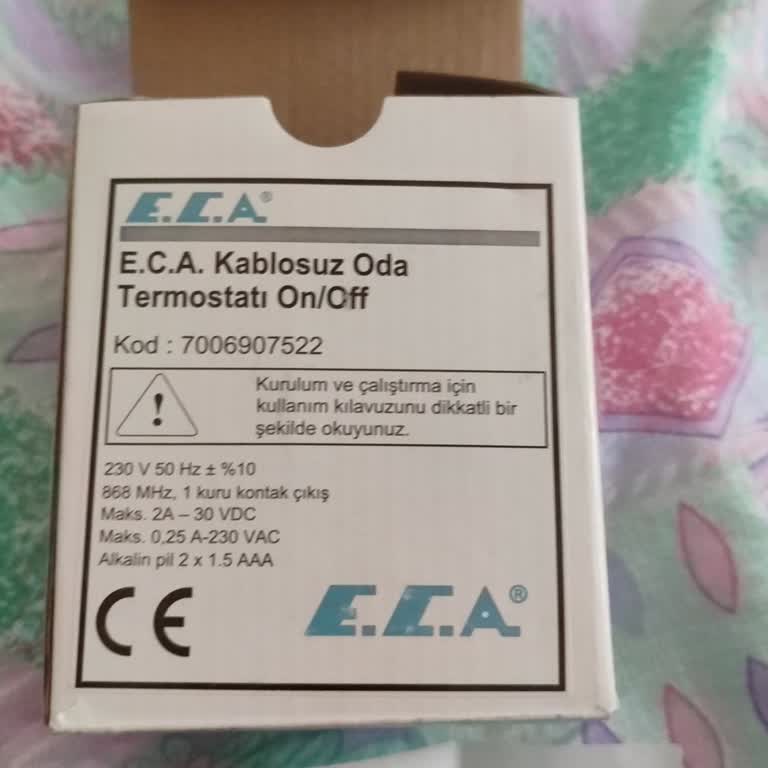 E.C.A.®
E.C.A. Kablosuz Oda
Termostatı On/Off
Kod : 7006907522
!
Kurulum ve çalıştırma için
kullanım kılavuzunu dikkatli bir
şekilde okuyunuz.
230 V 50 Hz ± %10
868 MHz, 1 kuru kontak çıkış
Maks. 2A – 30 VDC
Maks. 0,25 A-230 VAC
Alkalin pil 2 x 1.5 AAA
CE
E.C.A.®